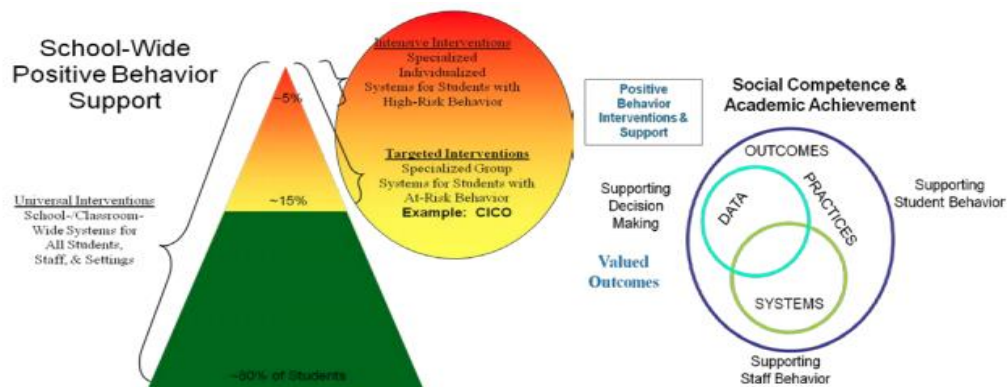 School-Wide
Positive Behavior
Support
Intensive Interventions
Specialized
Individualized
Systems for Students with
High-Risk Behavior
~5%
Targeted Interventions
Specialized Group
Systems for Students with
At-Risk Behavior
Example: CICO
~15%
Universal Interventions
School-/Classroom-
Wide Systems for
All Students,
Staff, & Settings
~80% of Students
Positive
Behavior
Interventions &
Support
Social Competence &
Academic Achievement
OUTCOMES
Supporting
Decision
Making
DATA
PRACTICES
Supporting
Student Behavior
Valued
Outcomes
SYSTEMS
Supporting
Staff Behavior